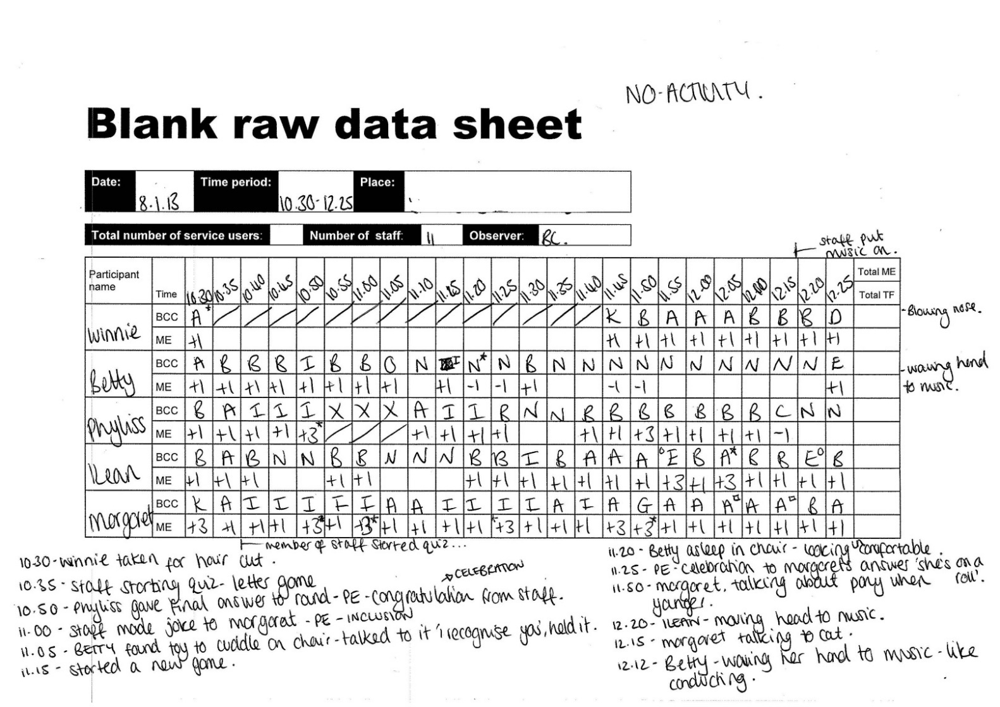 NO-ACTIVITY.
Blank raw data sheet
Date: 8.1.13 Time period: 10.30-12.25 Place:
Total number of service users: Number of staff: 11 Observer: BC.
staff put
music on.
Participant name Time 10.30 10.35 10.40 10.45 10.50 10.55 11.00 11.05 11.10 11.15 11.20 11.25 11.30 11.35 11.40 11.45 11.50 11.55 12.00 12.05 12.15 12.20 12.25 Total ME
Total TF
Winnie BCC A* / / / / / / / / / / / / / / K B A A A B B B D - Blowing nose.
ME +1 +1 +1 +1 +1 +1 +1 +1 +1 +1
Betty BCC A B B B I B B O N I N* N B N N N N N N N N N N E - waving hand
ME +1 +1 +1 +1 +1 +1 +1 +1 +1 -1 -1 +1 -1 -1 +1 to music.
Phyliss BCC B A I I I X X X A I I B N N B B B B B B B C N N
ME +1 +1 +1 +1 +3* / / / +1 +1 +1 +1 +1 +1 +3 +1 +1 +1 +1 -1
Ilean BCC B A B N N B B N N N B B I B A A A °E B A* B B E° B
ME +1 +1 +1 +1 +1 +1 +1 +1 +1 +1 +1 +1 +3 +1 +3 +1 +1 +1 +1
Margaret BCC K A I I I I I A A I I I I A I A G A A A□ A A□ B A
ME +3 +1 +1 +1 +3* +1 +3* +1 +1 +1 +1 *+3 +1 +1 +1 +3 +3* +1 +1 +1 +1 +1 +1 +1
member of staff started quiz...
10.30-winnie taken for hair cut.
10.35 - staff starting quiz- letter game
CELEBRATION
10.50 - Phyliss gave final answer to round - PE - congratulation from staff.
11.00 - staff made joke to margaret - PE - INCLUSION
11.05 - BETTY found toy to cuddle on chair - talked to it 'i recognise you', held it.
11.15 - started a new game.
11.20 - Betty asleep in chair - looking uncomfortable.
11.25 - PE - celebration to margarets answer 'she's on a
roll'.
11.50 - margaret. talking about pony when
yanger.
12.20 - ILEAN - moving head to music.
12.15 - margaret talking to cat.
12.12 - Betty - waving her hand to music - like
conducting.